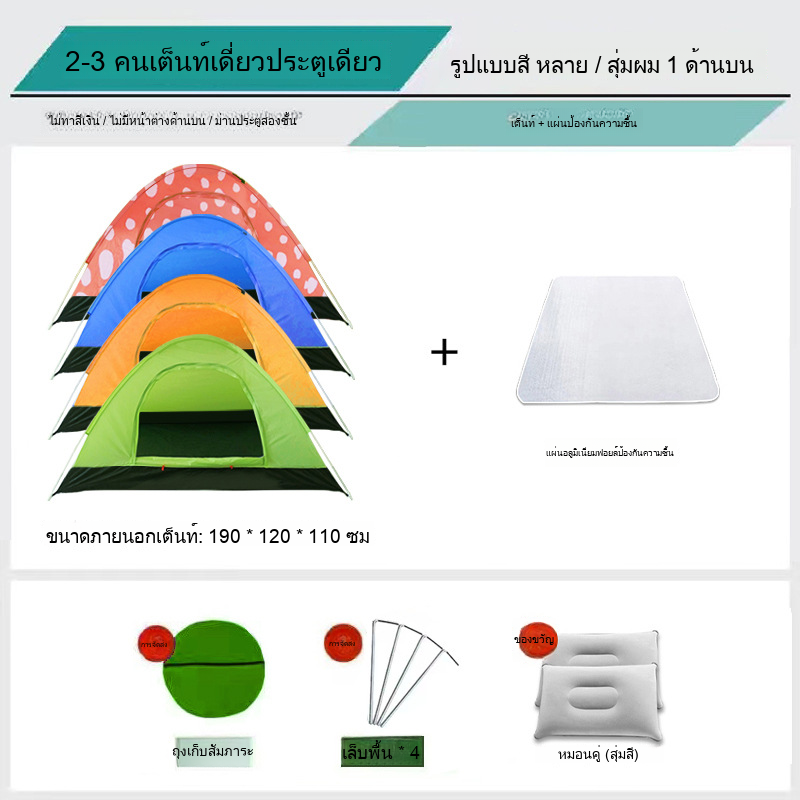 2-3 คนเต็นท์เดี่ยวประตูเดียว
รูปแบบสี หลาย / สุ่มผม 1 ด้านบน
ไม่ทาสีเงิน / ไม่มีหน้าต่างด้านบน / ม่านประตูสองชั้น
เต็นท์ + แผ่นป้องกันความชื้น
+
แผ่นอลูมิเนียมฟอยล์ป้องกันความชื้น
ขนาดภายนอกเต็นท์: 190 * 120 * 110 ซม
การจัดส่ง
การจัดส่ง
ของขวัญ
ถุงเก็บสัมภาระ
เล็บพื้น * 4
หมอนคู่ (สุ่มสี)